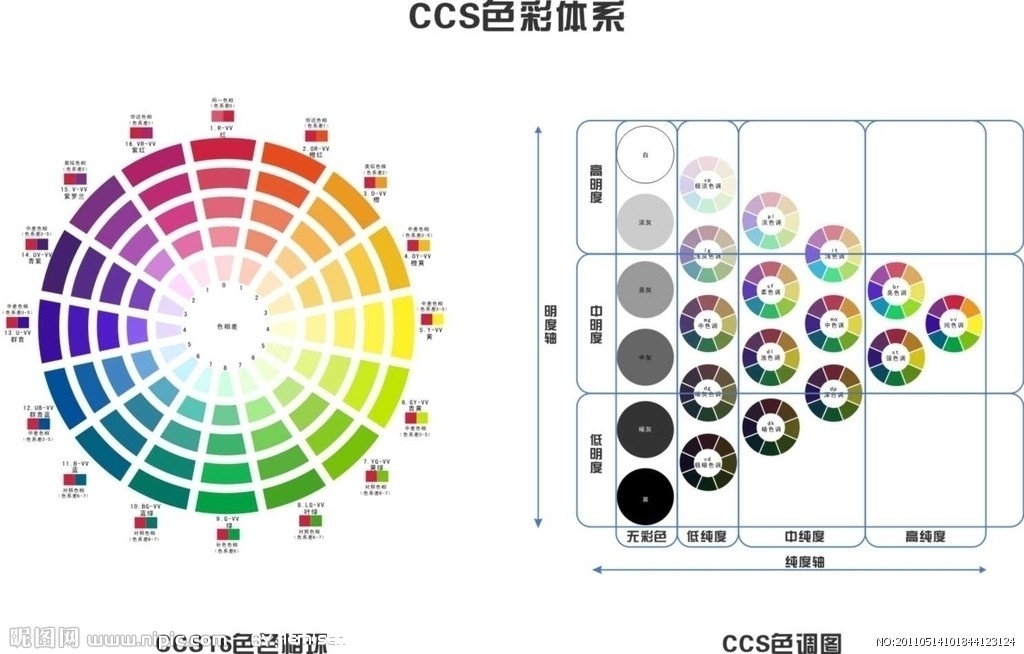 CCS色彩体系
同一色相
(色系差0)
1.R-VV
红
邻近色相
(色系差1)
2.OR-VV
橙红
类似色相
(色系差2)
3.O-VV
橙
中差色相
(色系差3-5)
4.OY-VV
橙黄
中差色相
(色系差3-5)
5.Y-VV
黄
6.GY-VV
青黄
中差色相
(色系差3-5)
7.YG-VV
黄绿
对照色相
(色系差6-7)
8.LG-VV
叶绿
对照色相
(色系差6-7)
9.G-VV
绿
补色色相
(色系差8)
10.BG-VV
蓝绿
对照色相
(色系差6-7)
11.B-VV
蓝
对照色相
(色系差6-7)
12.UB-VV
群青蓝
中差色相
(色系差3-5)
中差色相
(色系差3-5)
13.U-VV
群青
中差色相
(色系差3-5)
14.UV-VV
青紫
类似色相
(色系差2)
15.V-VV
紫罗兰
邻近色相
(色系差1)
16.VR-VV
紫红
0
1
2
3
4
5
6
7
8
7
6
5
4
3
2
1
色相差
明度轴
高明度
中明度
低明度
白
淡灰
亮灰
中灰
暗灰
黑
vp
极淡色调
lg
浅灰色调
mg
中色调
dg
暗灰色调
vd
极暗色调
pl
淡色调
sf
柔色调
dl
浊色调
dk
暗色调
lt
浅色调
mo
中色调
dp
深色调
br
亮色调
st
强色调
vv
纯色调
无彩色
低纯度
中纯度
高纯度
纯度轴
昵图网 www.nipic.com
CCS16色色相环
CCS色调图
NO:20110514101844123124